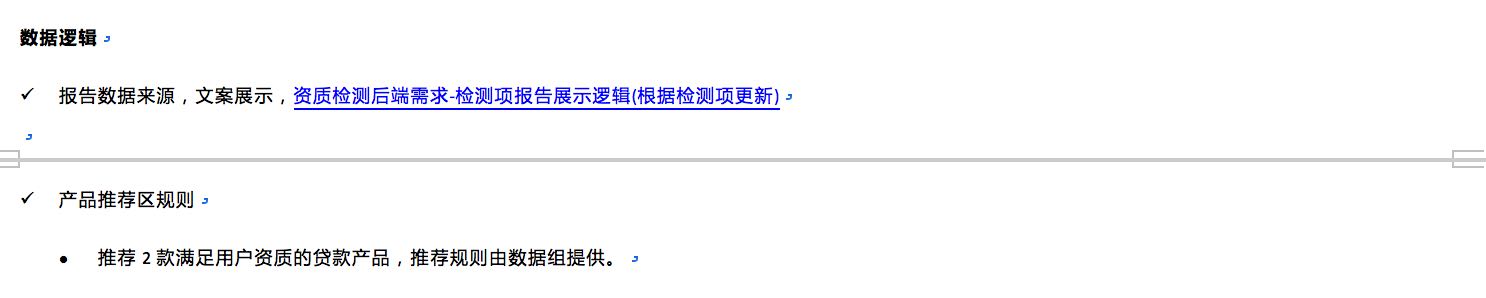 数据逻辑
✓ 报告数据来源，文案展示，资质检测后端需求-检测项报告展示逻辑(根据检测项更新)
✓ 产品推荐区规则
● 推荐 2 款满足用户资质的贷款产品，推荐规则由数据组提供。